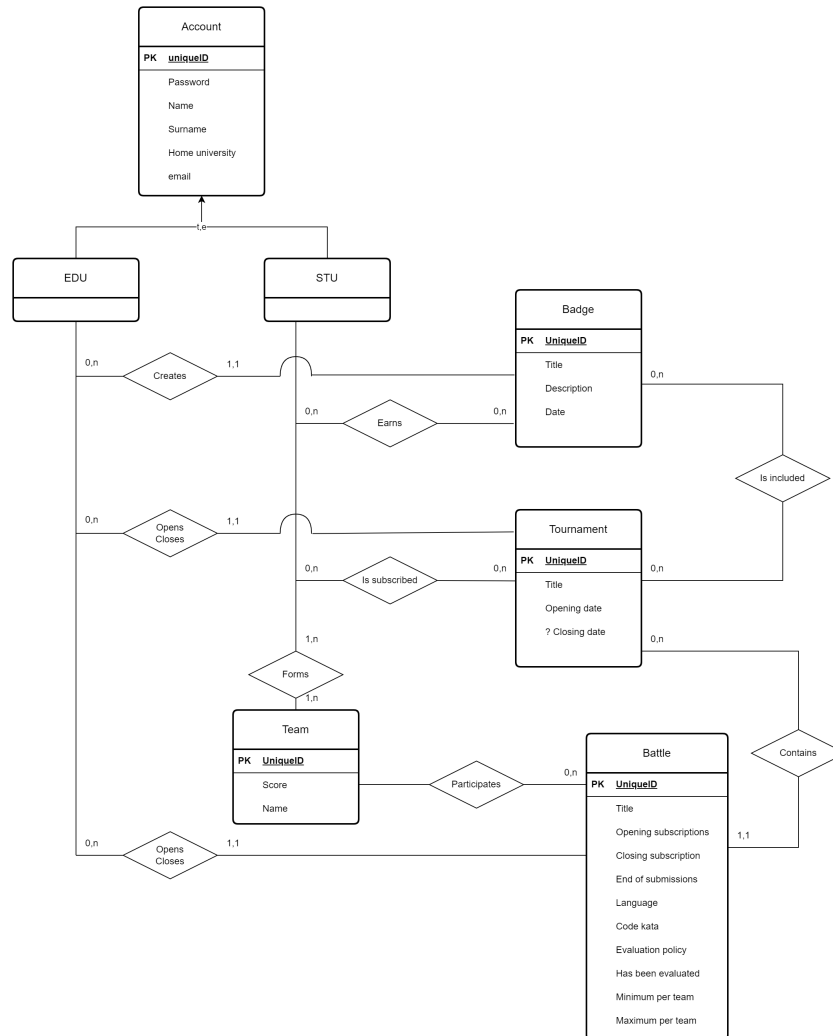 Account
PK uniqueID
Password
Name
Surname
Home university
email
t,e
EDU
STU
Badge
PK UniqueID
Title
Description
Date
0,n
Creates
1,1
0,n
0,n
Earns
0,n
Is included
0,n
Opens
Closes
1,1
Tournament
PK UniqueID
Title
Opening date
? Closing date
0,n
0,n
Is subscribed
0,n
0,n
1,n
Forms
1,n
Team
PK UniqueID
Score
Name
Participates
0,n
Contains
1,1
Battle
PK UniqueID
Title
Opening subscriptions
Closing subscription
End of submissions
Language
Code kata
Evaluation policy
Has been evaluated
Minimum per team
Maximum per team
0,n
Opens
Closes
1,1